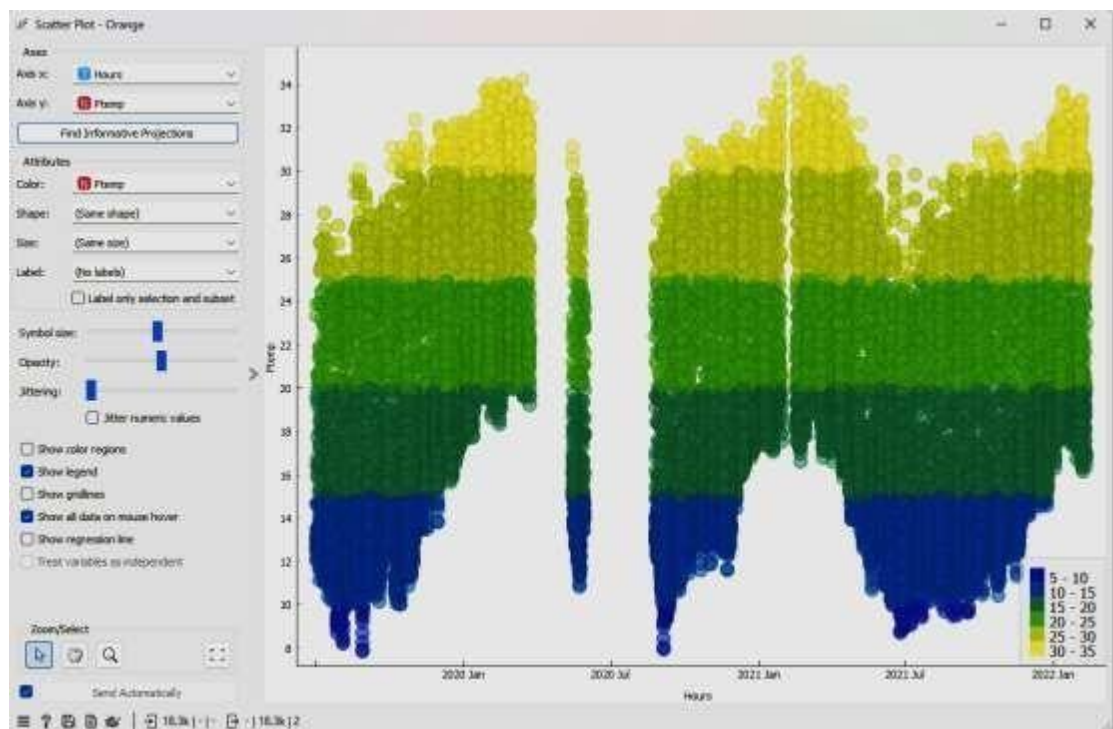 Scatter Plot - Orange
Axes
Axis x: Hours
Axis y: Ptemp
Find Informative Projections
Attributes
Color: Ptemp
Shape: (Same shape)
Size: (Same size)
Label: (No labels)
Label only selection and subset
Symbol size:
Opacity:
Jittering:
Jitter numeric values
Show color regions
Show legend
Show gridlines
Show all data on mouse hover
Show regression line
Treat variables as independent
Zoom/Select
Send Automatically
18.3k | - | - - | 18.3k | 2
Ptemp
34
32
30
28
26
24
22
20
18
16
14
12
10
8
2020 Jan 2020 Jul 2021 Jan 2021 Jul 2022 Jan
Hours
5 - 10
10 - 15
15 - 20
20 - 25
25 - 30
30 - 35